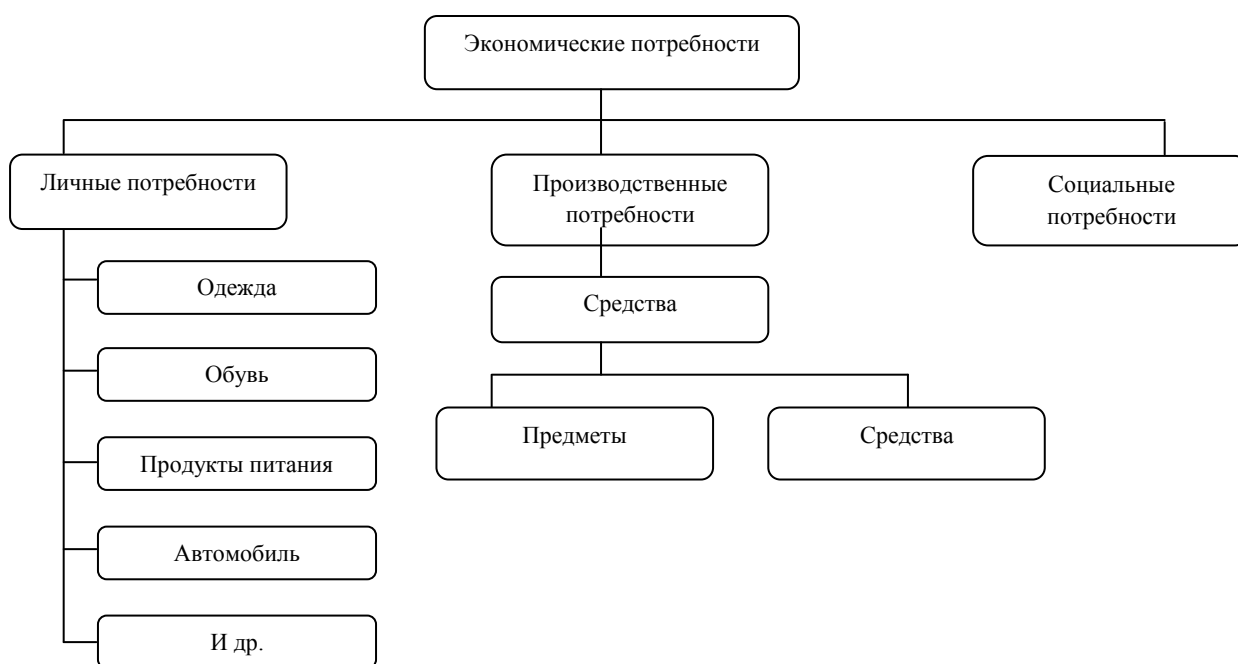 Экономические потребности
Личные потребности
Производственные
потребности
Социальные
потребности
Одежда
Средства
Обувь
Предметы
Средства
Продукты питания
Автомобиль
И др.